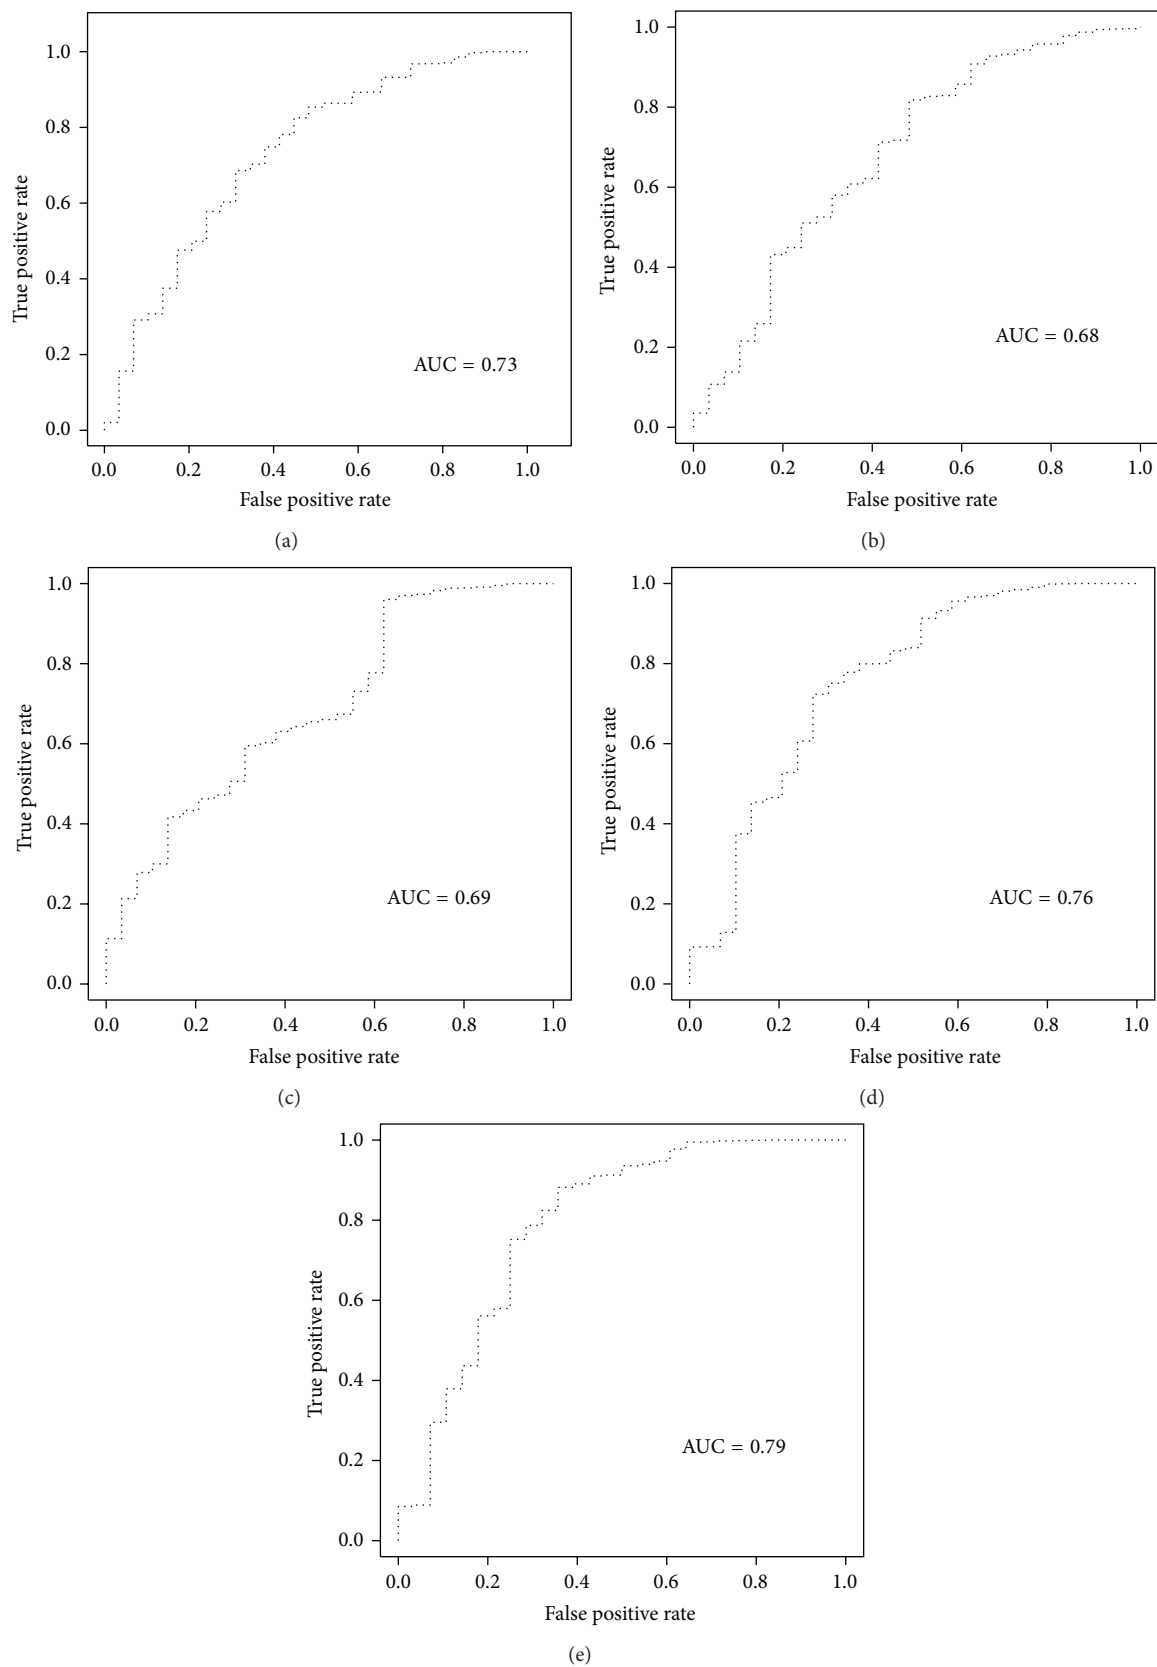 1.0
0.8
0.6
0.4
0.2
0.0
True positive rate
AUC = 0.73
0.0 0.2 0.4 0.6 0.8 1.0
False positive rate
(a)
1.0
0.8
0.6
0.4
0.2
0.0
True positive rate
AUC = 0.68
0.0 0.2 0.4 0.6 0.8 1.0
False positive rate
(b)
1.0
0.8
0.6
0.4
0.2
0.0
True positive rate
AUC = 0.69
0.0 0.2 0.4 0.6 0.8 1.0
False positive rate
(c)
1.0
0.8
0.6
0.4
0.2
0.0
True positive rate
AUC = 0.76
0.0 0.2 0.4 0.6 0.8 1.0
False positive rate
(d)
1.0
0.8
0.6
0.4
0.2
0.0
True positive rate
AUC = 0.79
0.0 0.2 0.4 0.6 0.8 1.0
False positive rate
(e)